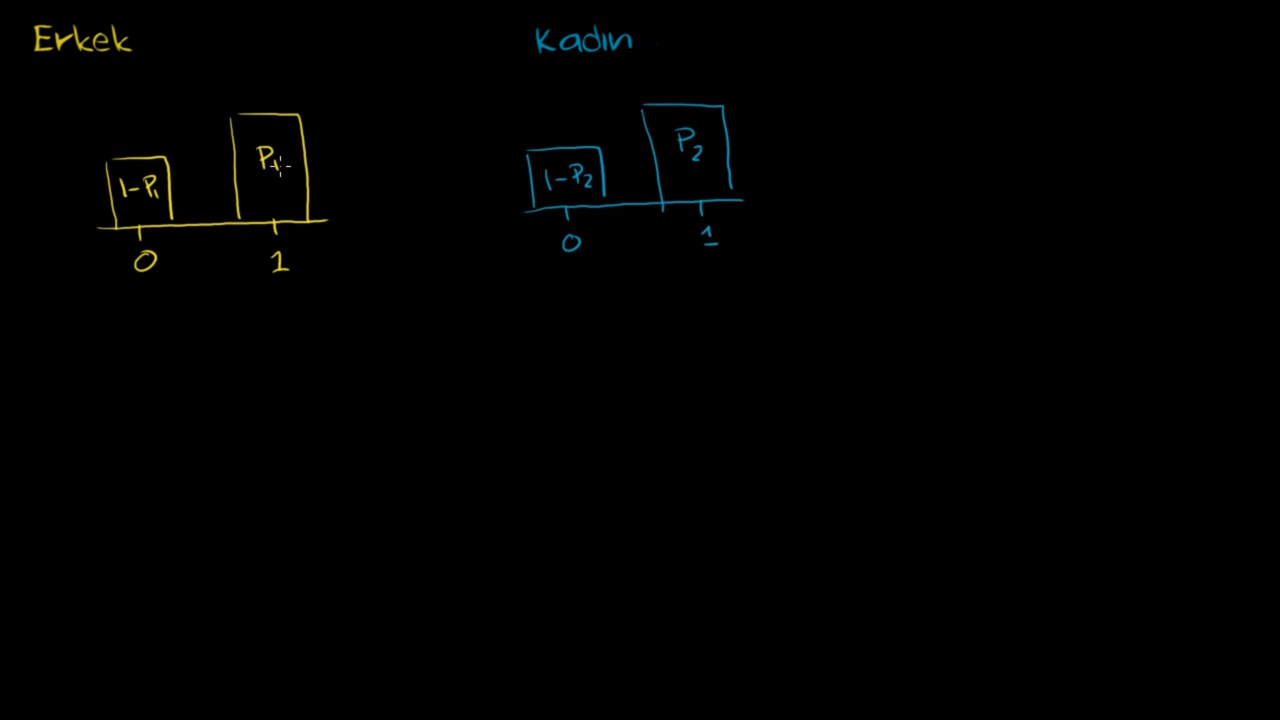 Erkek
Kadın
1-P₁
P₁
1-P₂
P₂
0
1
0
1